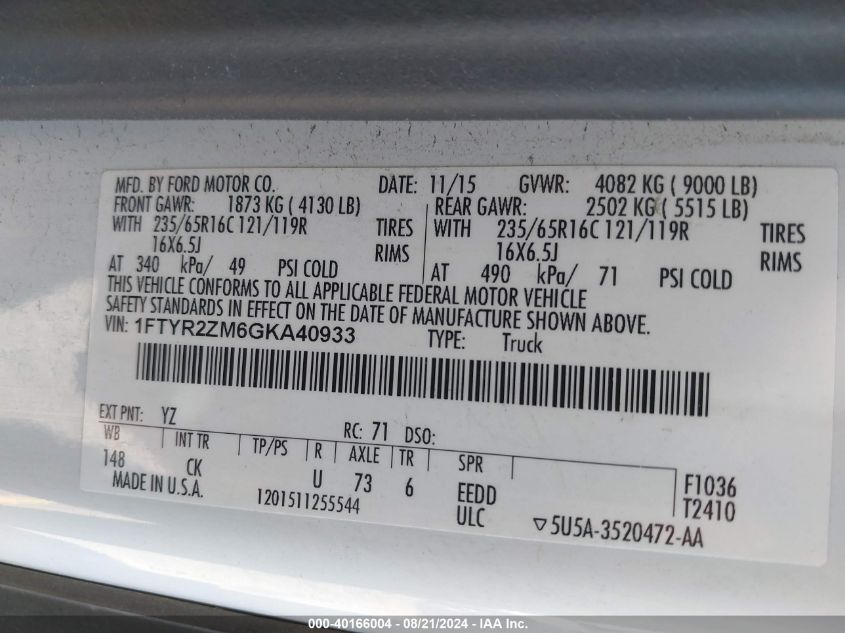 MFD. BY FORD MOTOR CO. DATE: 11/15 GVWR: 4082 KG ( 9000 LB)
FRONT GAWR: 1873 KG ( 4130 LB) REAR GAWR: 2502 KG ( 5515 LB)
WITH 235/65R16C 121/119R TIRES WITH 235/65R16C 121/119R TIRES
16X6.5J RIMS 16X6.5J RIMS
AT 340 kPa/ 49 PSI COLD AT 490 kPa/ 71 PSI COLD
THIS VEHICLE CONFORMS TO ALL APPLICABLE FEDERAL MOTOR VEHICLE
SAFETY STANDARDS IN EFFECT ON THE DATE OF MANUFACTURE SHOWN ABOVE.
VIN: 1FTYR2ZM6GKA40933 TYPE: Truck
EXT PNT: YZ RC: 71 DSO:
WB INT TR TP/PS R AXLE TR SPR
148 CK U 73 6 EEDD F1036
MADE IN U.S.A. 1201511255544 ULC T2410
▽5U5A-3520472-AA
000-40166004 - 08/21/2024 - IAA Inc.